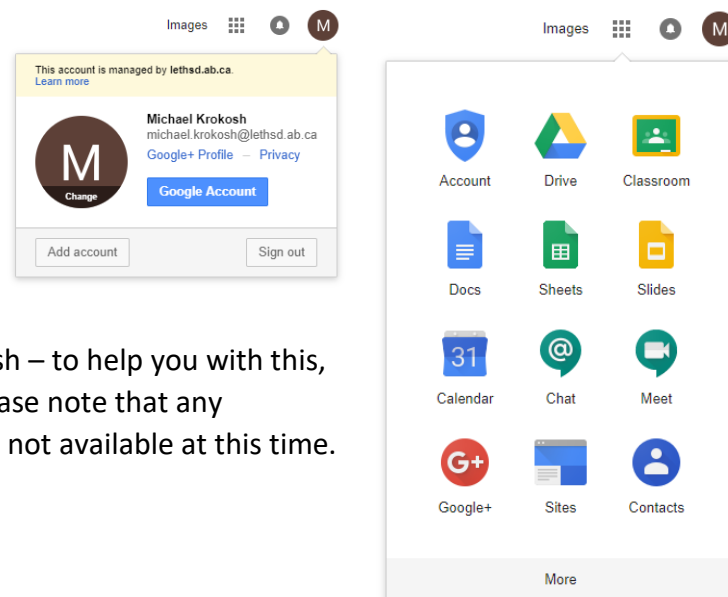 Images
M
This account is managed by lethsd.ab.ca.
Learn more
M
Change
Michael Krokosh
michael.krokosh@lethsd.ab.ca
Google+ Profile – Privacy
Google Account
Add account
Sign out
sh – to help you with this,
ase note that any
not available at this time.
Images
M
Account
Drive
Classroom
Docs
Sheets
Slides
31
Calendar
@
Chat
Meet
G+
Google+
Sites
Contacts
More